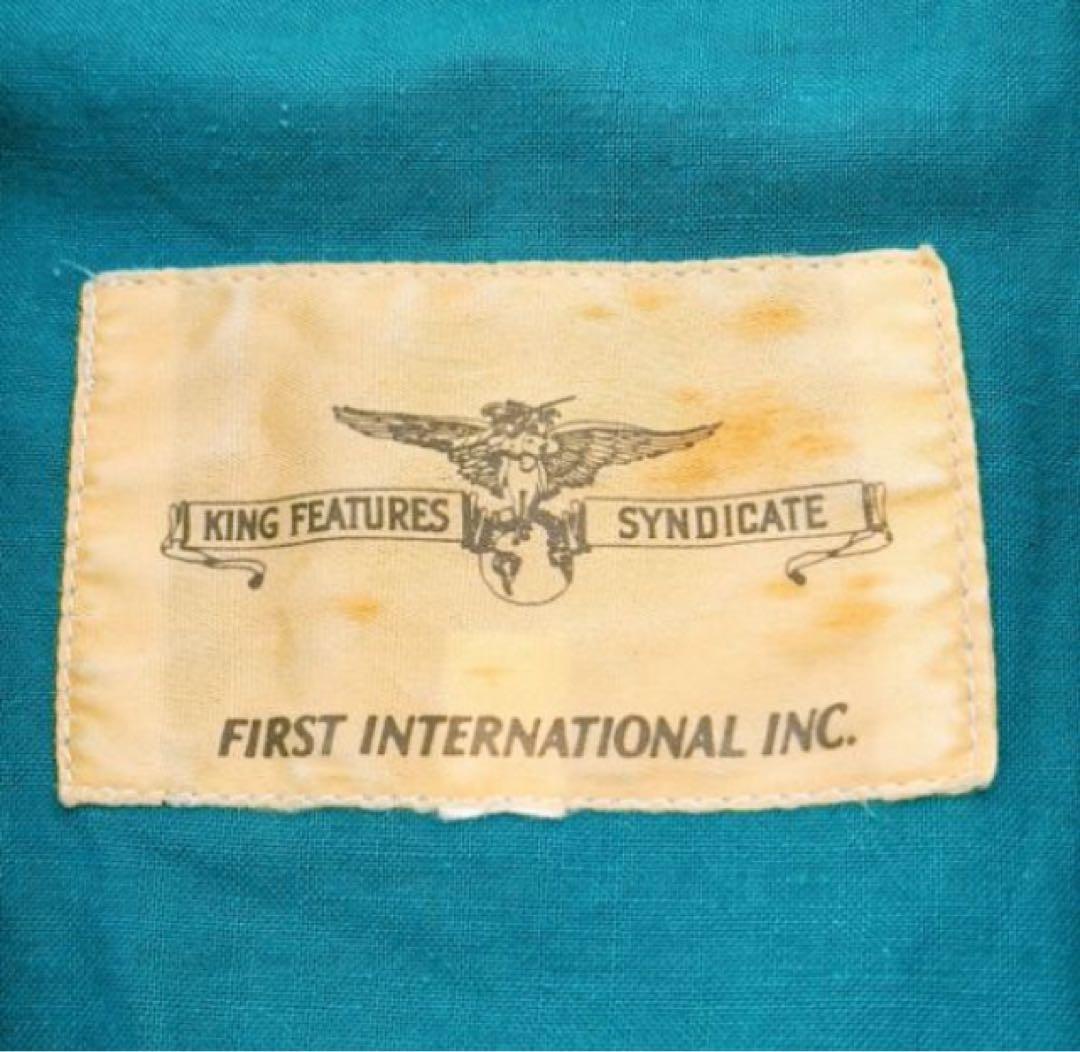 KING FEATURES SYNDICATE
FIRST INTERNATIONAL INC.